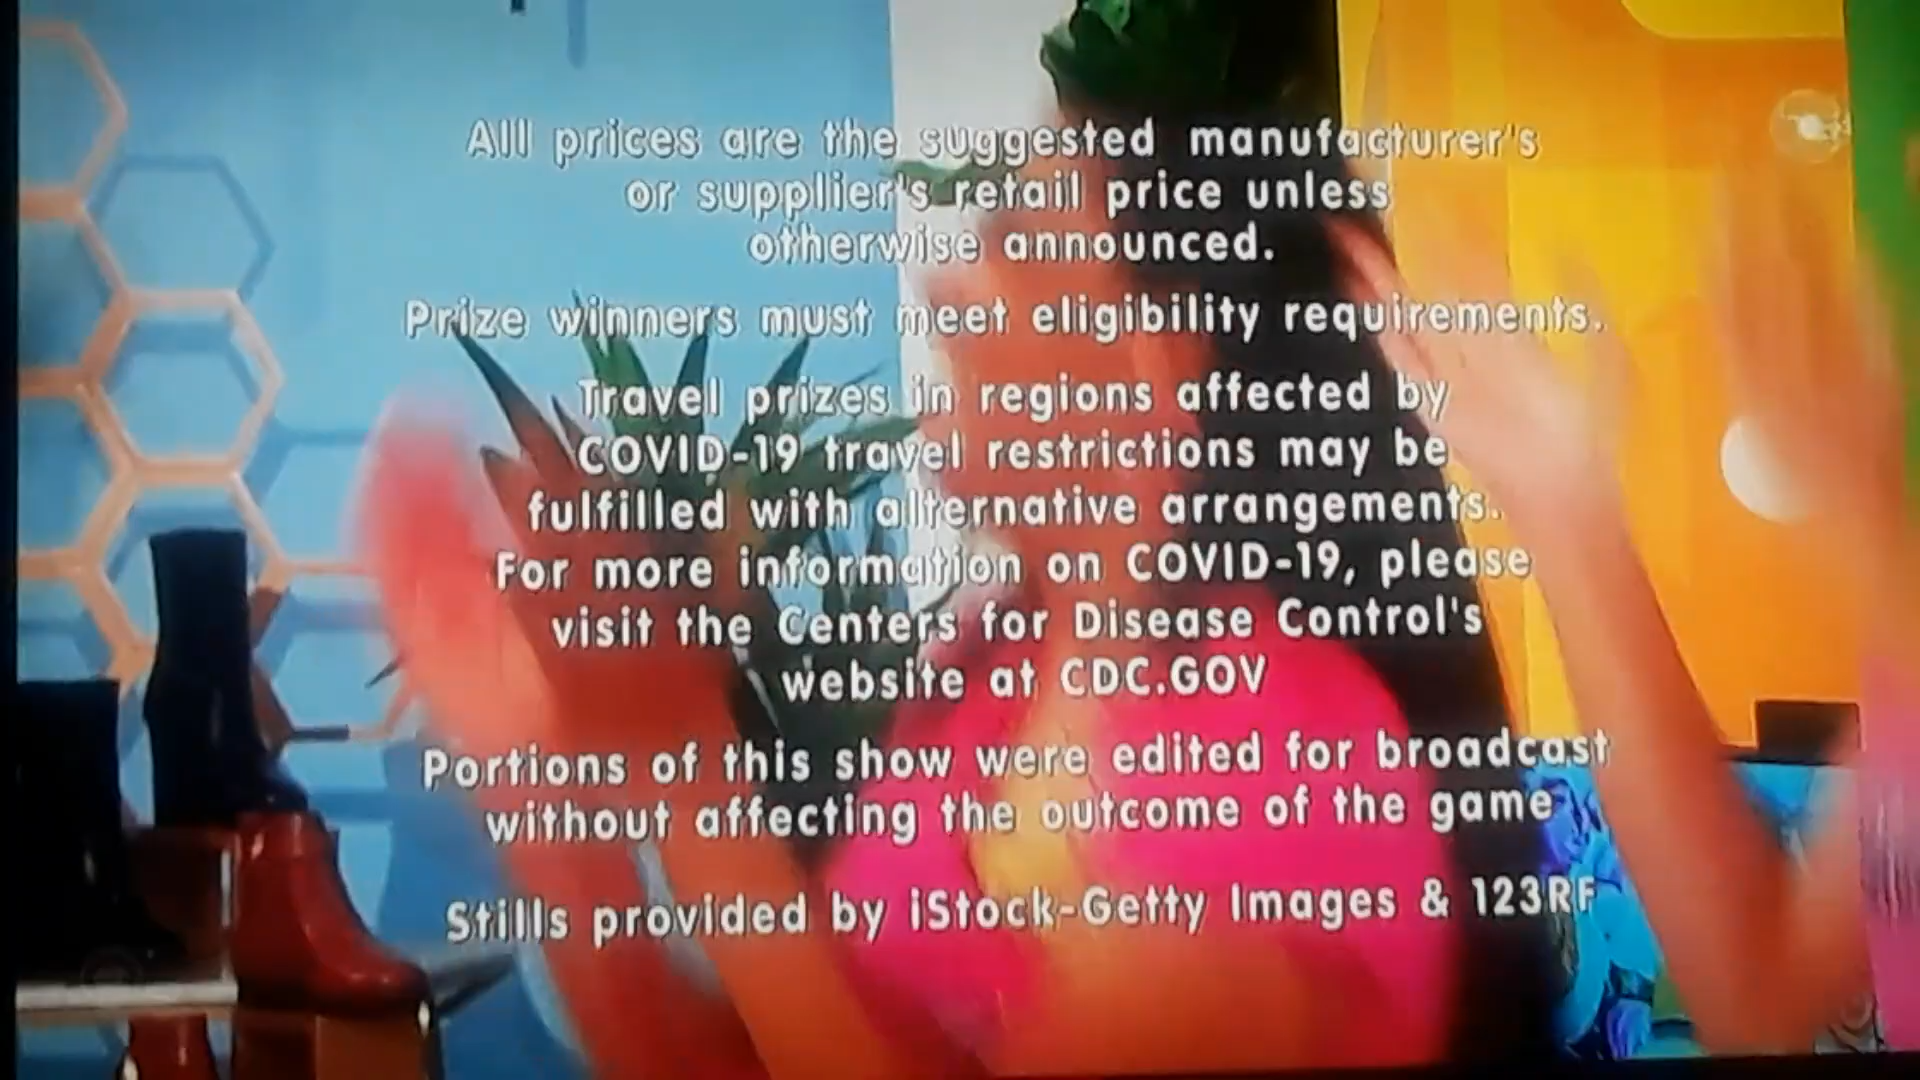 All prices are the suggested manufacturer's
or supplier's retail price unless
otherwise announced.
Prize winners must meet eligibility requirements.
Travel prizes in regions affected by
COVID-19 travel restrictions may be
fulfilled with alternative arrangements.
For more information on COVID-19, please
visit the Centers for Disease Control's
website at CDC.GOV
Portions of this show were edited for broadcast
without affecting the outcome of the game
Stills provided by iStock-Getty Images & 123RF